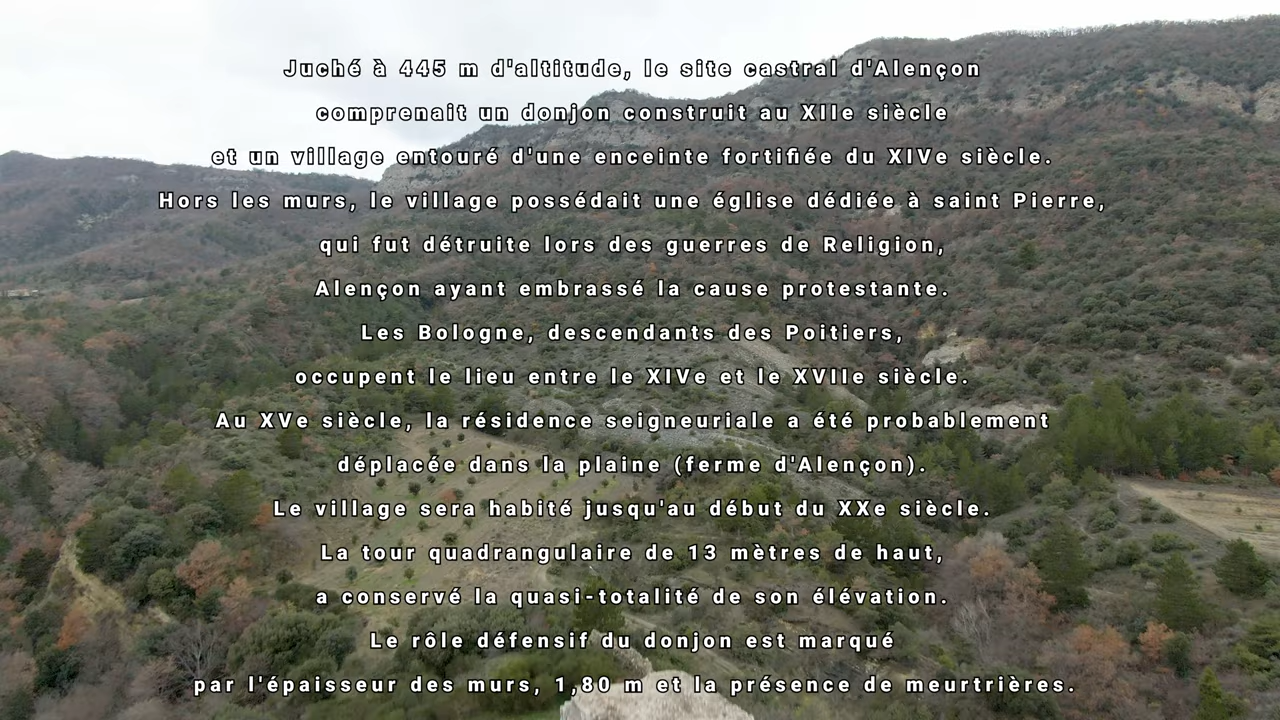 Juché à 445 m d'altitude, le site castral d'Alençon
comprenait un donjon construit au XIIe siècle
et un village entouré d'une enceinte fortifiée du XIVe siècle.
Hors les murs, le village possédait une église dédiée à saint Pierre,
qui fut détruite lors des guerres de Religion,
Alençon ayant embrassé la cause protestante.
Les Bologne, descendants des Poitiers,
occupent le lieu entre le XIVe et le XVIIe siècle.
Au XVe siècle, la résidence seigneuriale a été probablement
déplacée dans la plaine (ferme d'Alençon).
Le village sera habité jusqu'au début du XXe siècle.
La tour quadrangulaire de 13 mètres de haut,
a conservé la quasi-totalité de son élévation.
Le rôle défensif du donjon est marqué
par l'épaisseur des murs, 1,80 m et la présence de meurtrières.